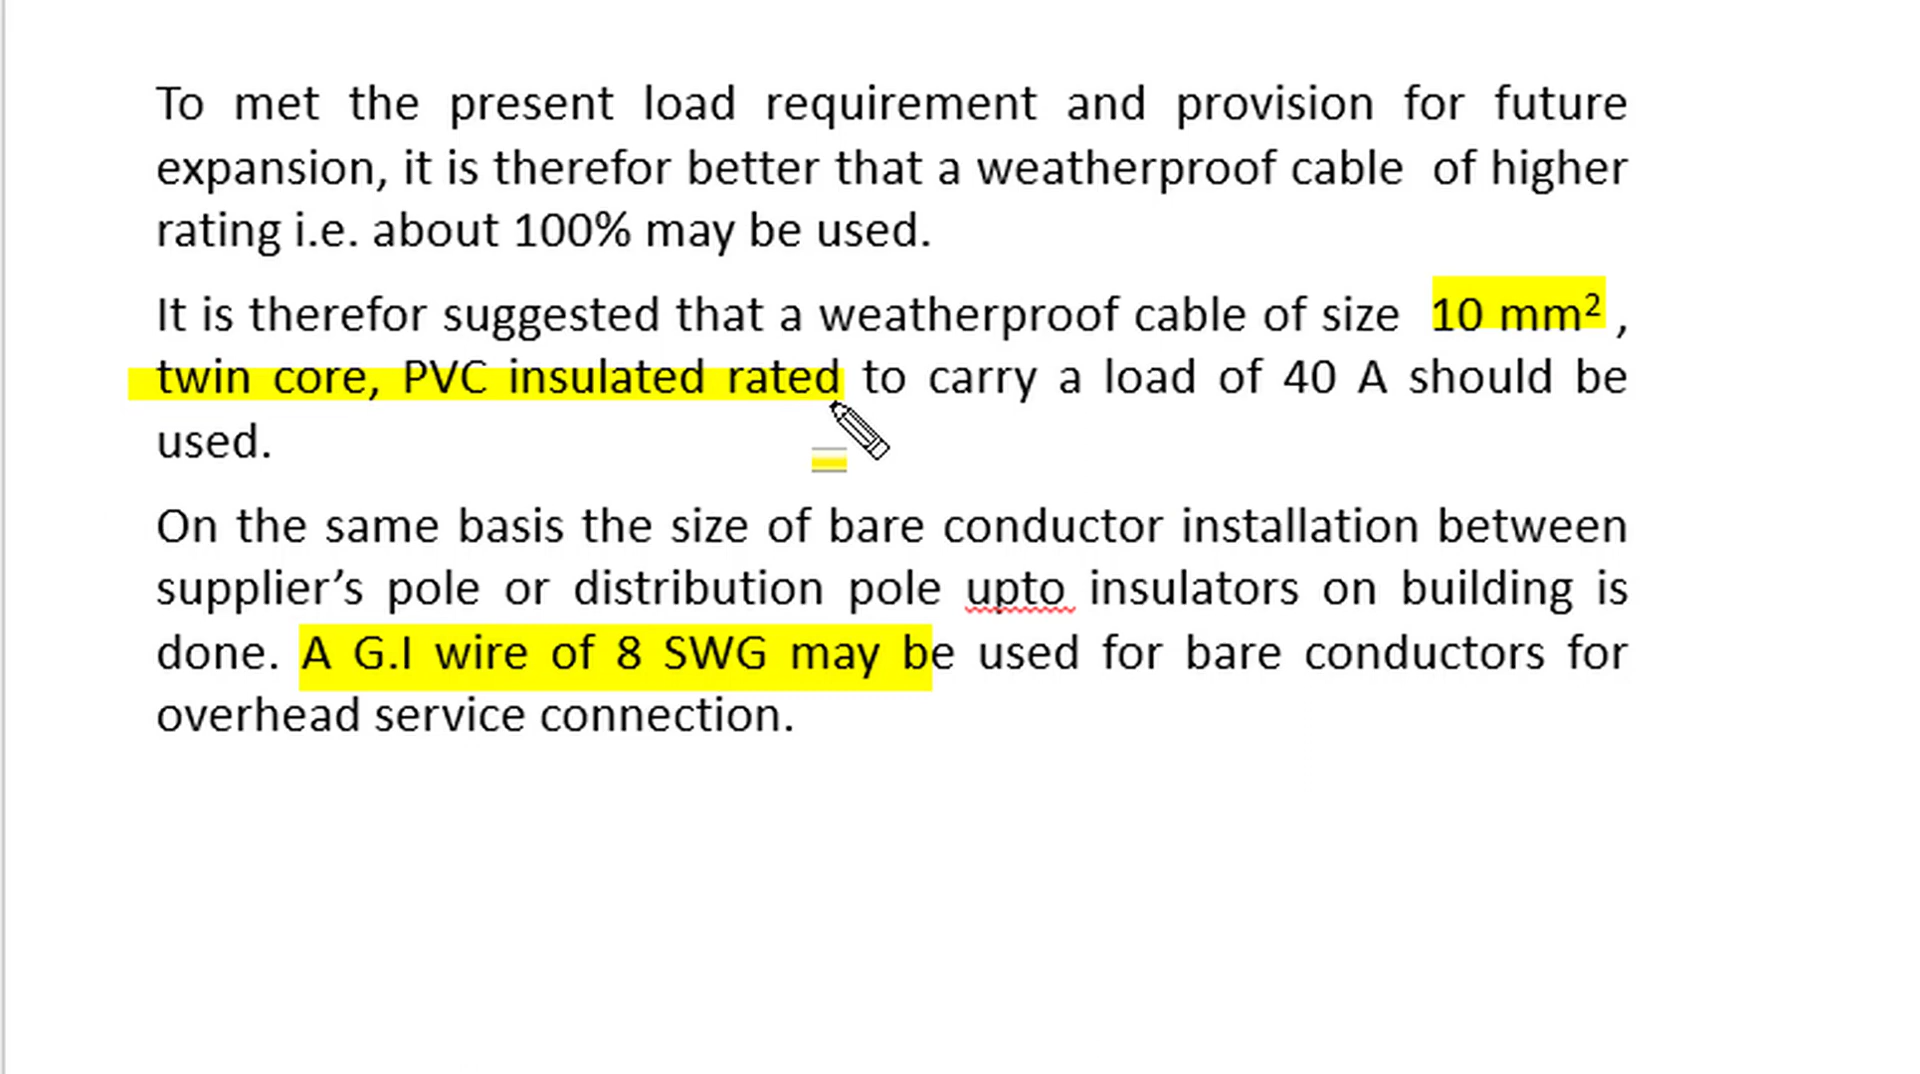 To met the present load requirement and provision for future
expansion, it is therefor better that a weatherproof cable of higher
rating i.e. about 100% may be used.
It is therefor suggested that a weatherproof cable of size 10 mm² ,
twin core, PVC insulated rated to carry a load of 40 A should be
used.
On the same basis the size of bare conductor installation between
supplier’s pole or distribution pole upto insulators on building is
done. A G.I wire of 8 SWG may be used for bare conductors for
overhead service connection.